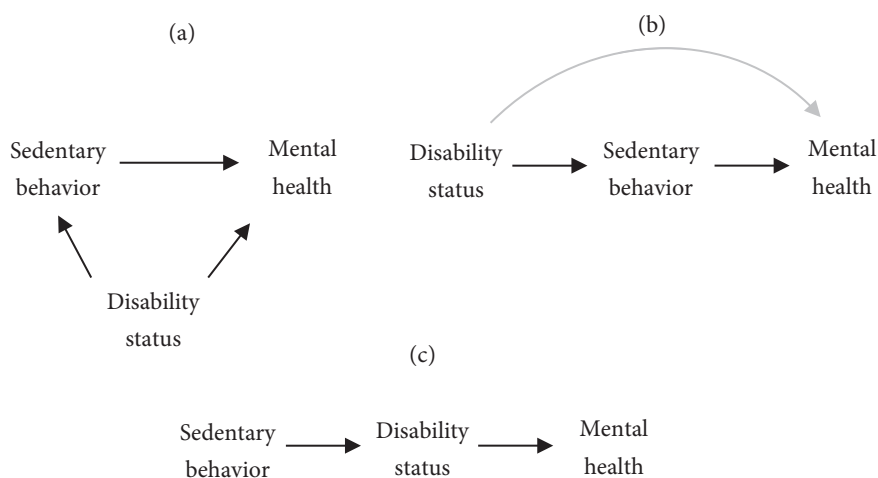 (a)
Sedentary
behavior
Mental
health
Disability
status
(b)
Disability
status
Sedentary
behavior
Mental
health
(c)
Sedentary
behavior
Disability
status
Mental
health